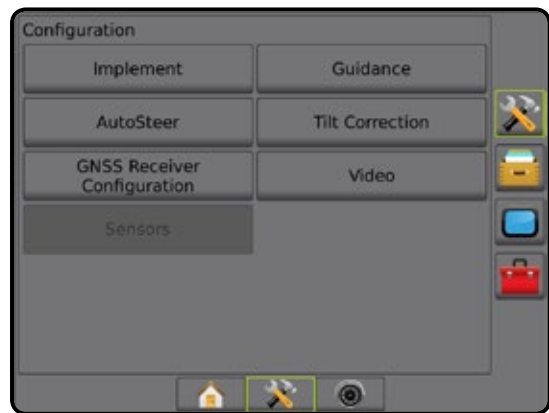 Configuration
Implement
Guidance
AutoSteer
Tilt Correction
GNSS Receiver
Configuration
Video
Sensors